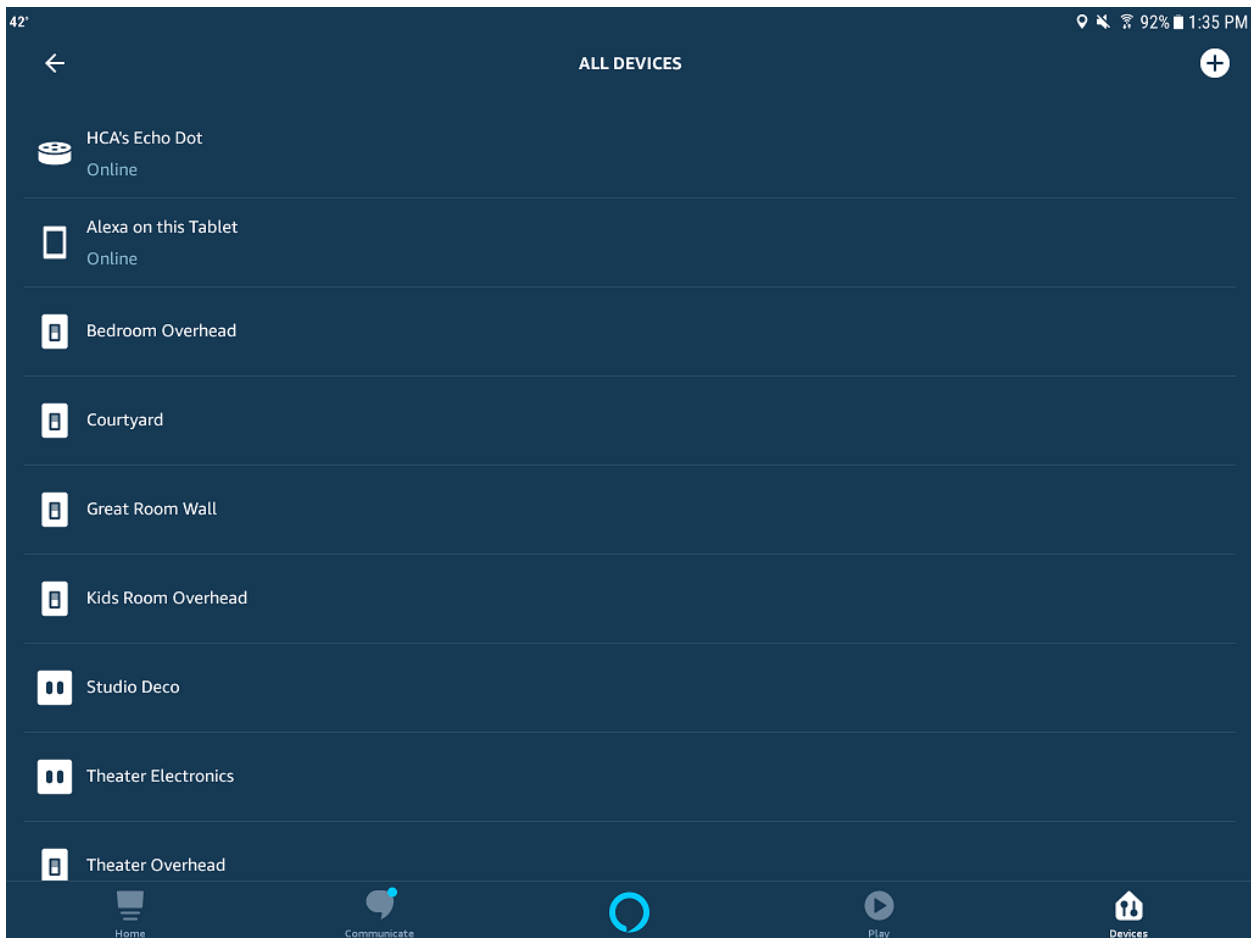 42° 92% 1:35 PM
ALL DEVICES
HCA's Echo Dot
Online
Alexa on this Tablet
Online
Bedroom Overhead
Courtyard
Great Room Wall
Kids Room Overhead
Studio Deco
Theater Electronics
Theater Overhead
Home Communicate Play Devices